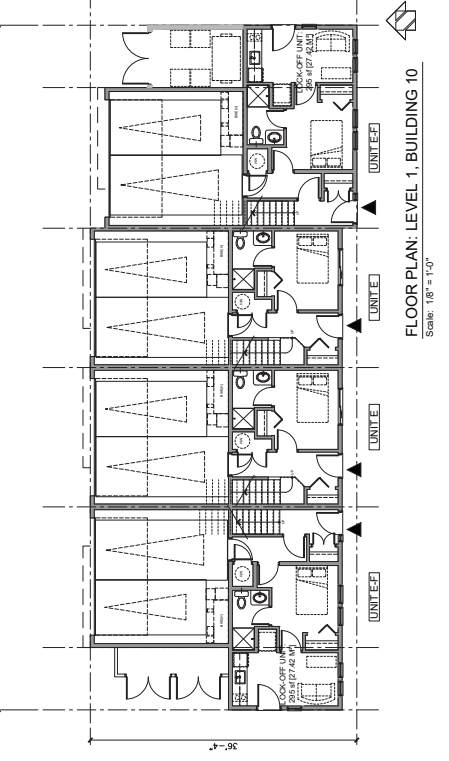 LOCK-OFF UNIT:
295 sf [27.42 M²]
UNIT E-F
UNIT E
UNIT E
UNIT E-F
LOCK-OFF UNIT:
295 sf [27.42 M²]
36'-4"
FLOOR PLAN: LEVEL 1, BUILDING 10
Scale: 1/8" = 1'-0"